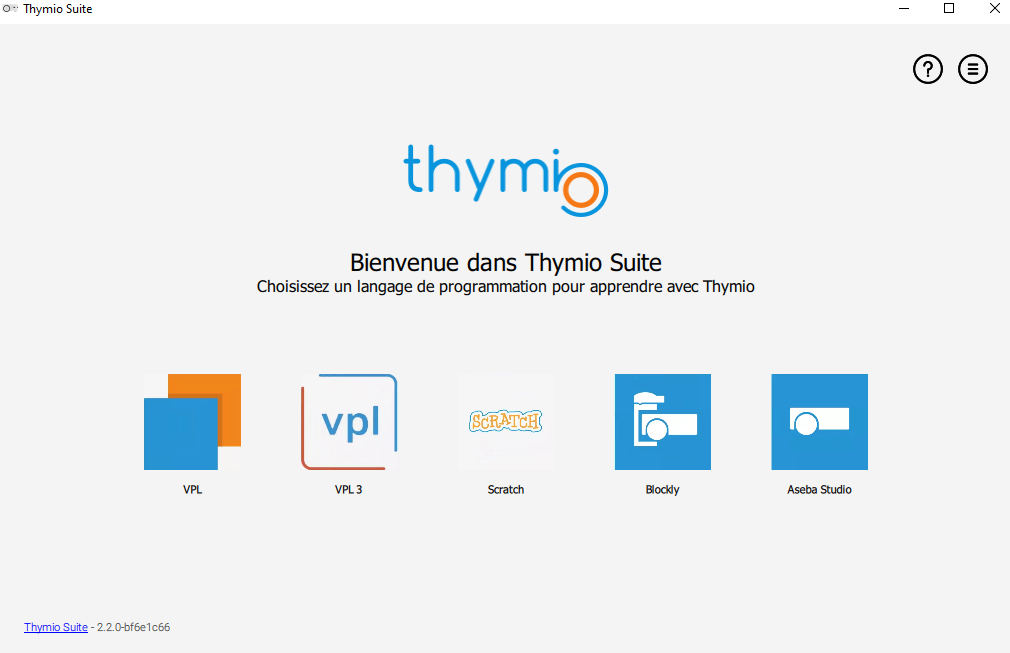 Thymio Suite
?
thymio
Bienvenue dans Thymio Suite
Choisissez un langage de programmation pour apprendre avec Thymio
vpl
SCRATCH
VPL
VPL 3
Scratch
Blockly
Aseba Studio
Thymio Suite - 2.2.0-bf6e1c66